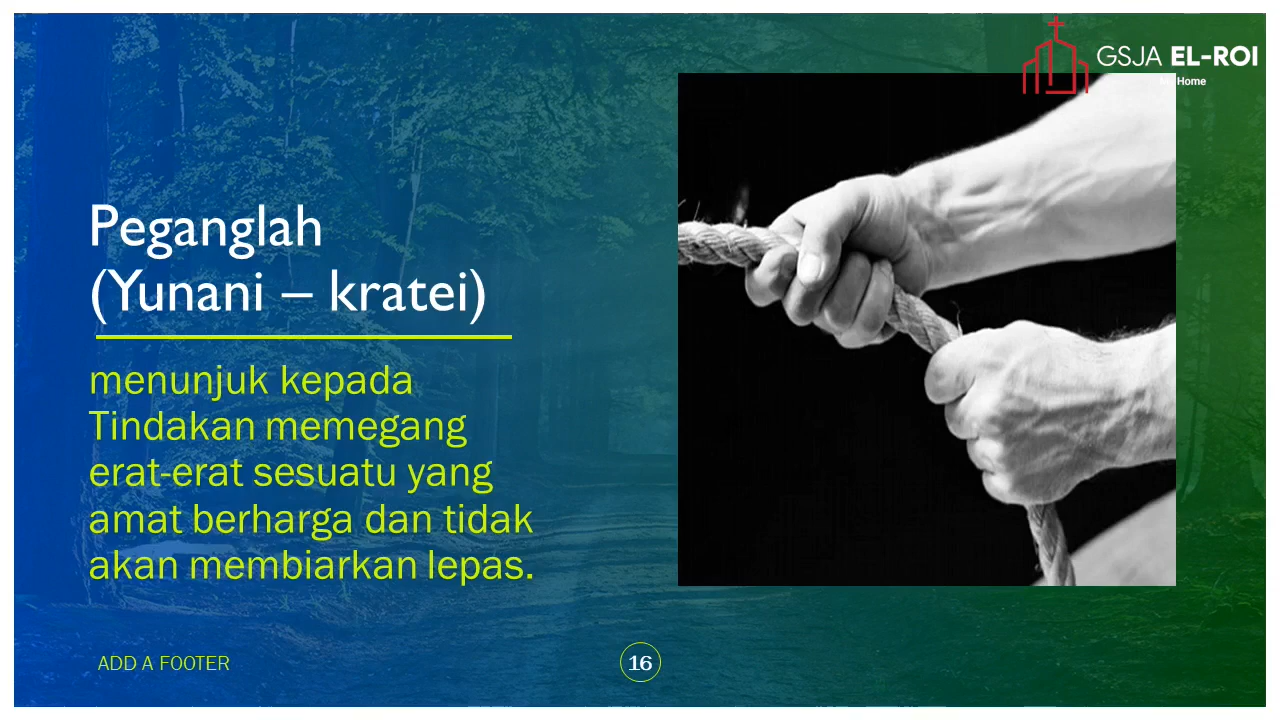 GSJA EL-ROI
Home
Peganglah
(Yunani – kratei)
menunjuk kepada
Tindakan memegang
erat-erat sesuatu yang
amat berharga dan tidak
akan membiarkan lepas.
ADD A FOOTER
16